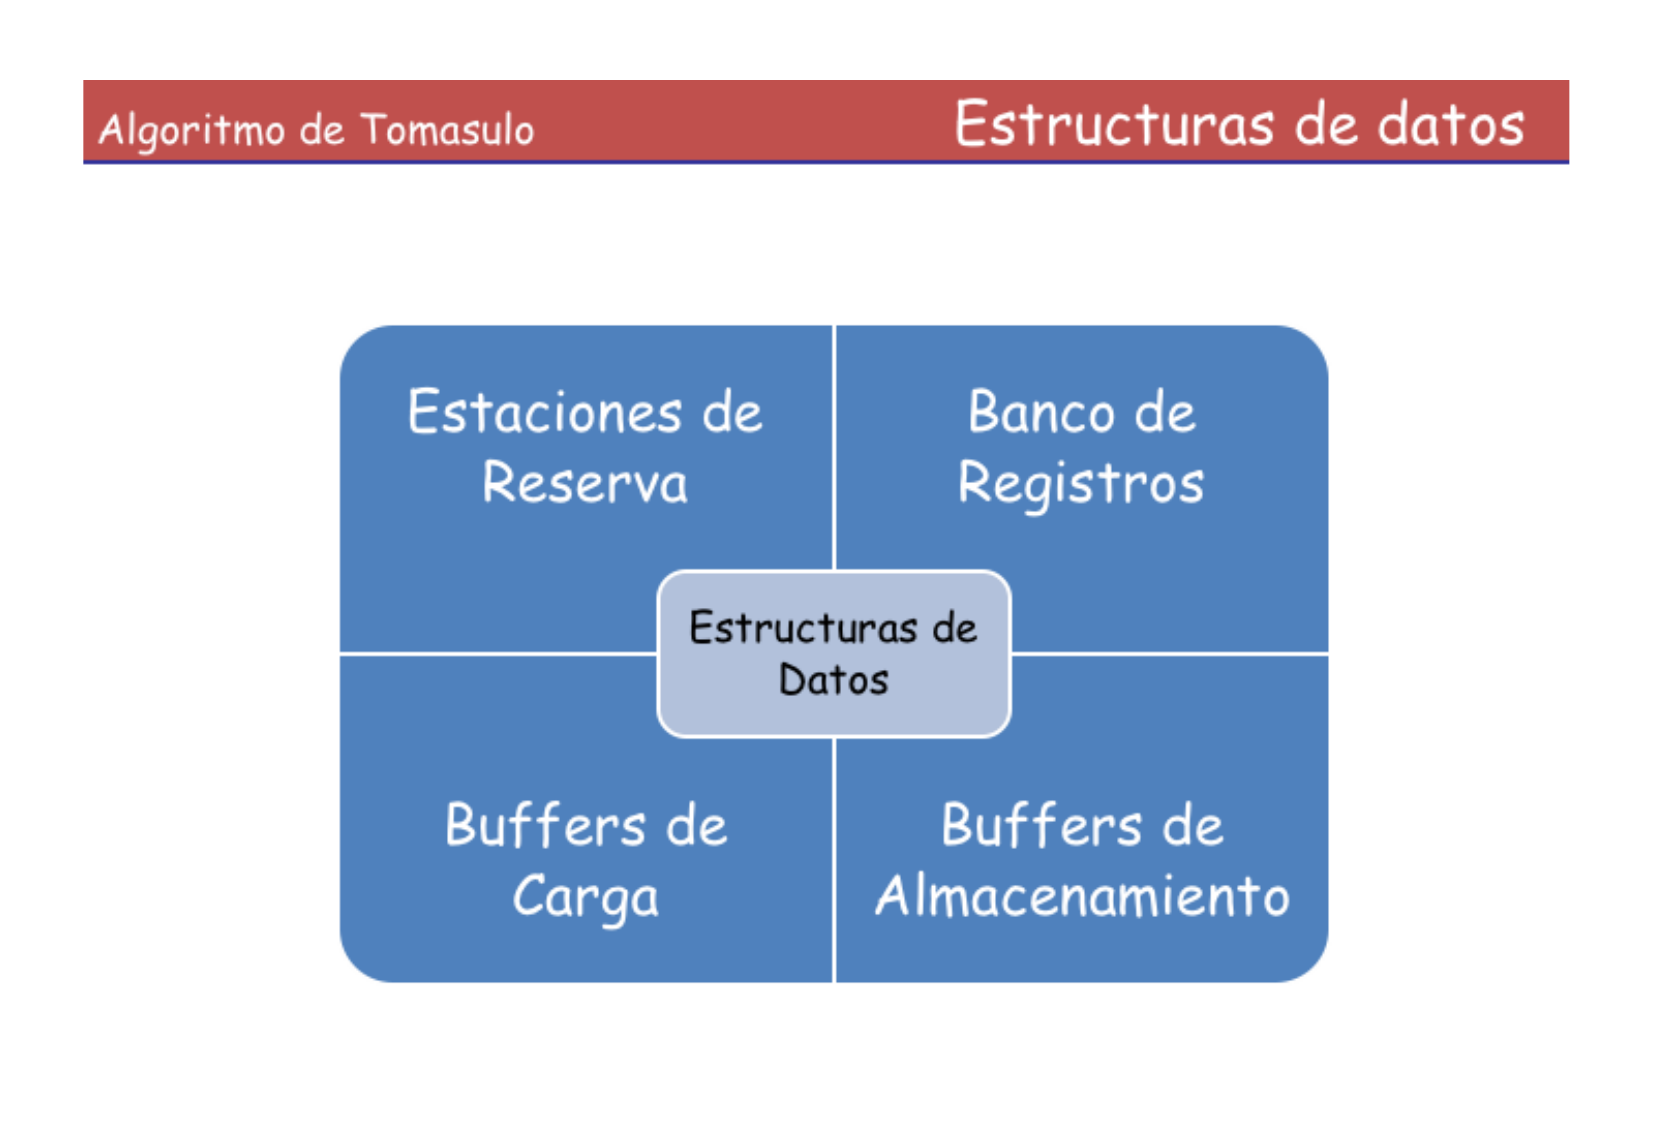 Algoritmo de Tomasulo
Estructuras de datos
Estaciones de
Reserva
Banco de
Registros
Estructuras de
Datos
Buffers de
Carga
Buffers de
Almacenamiento